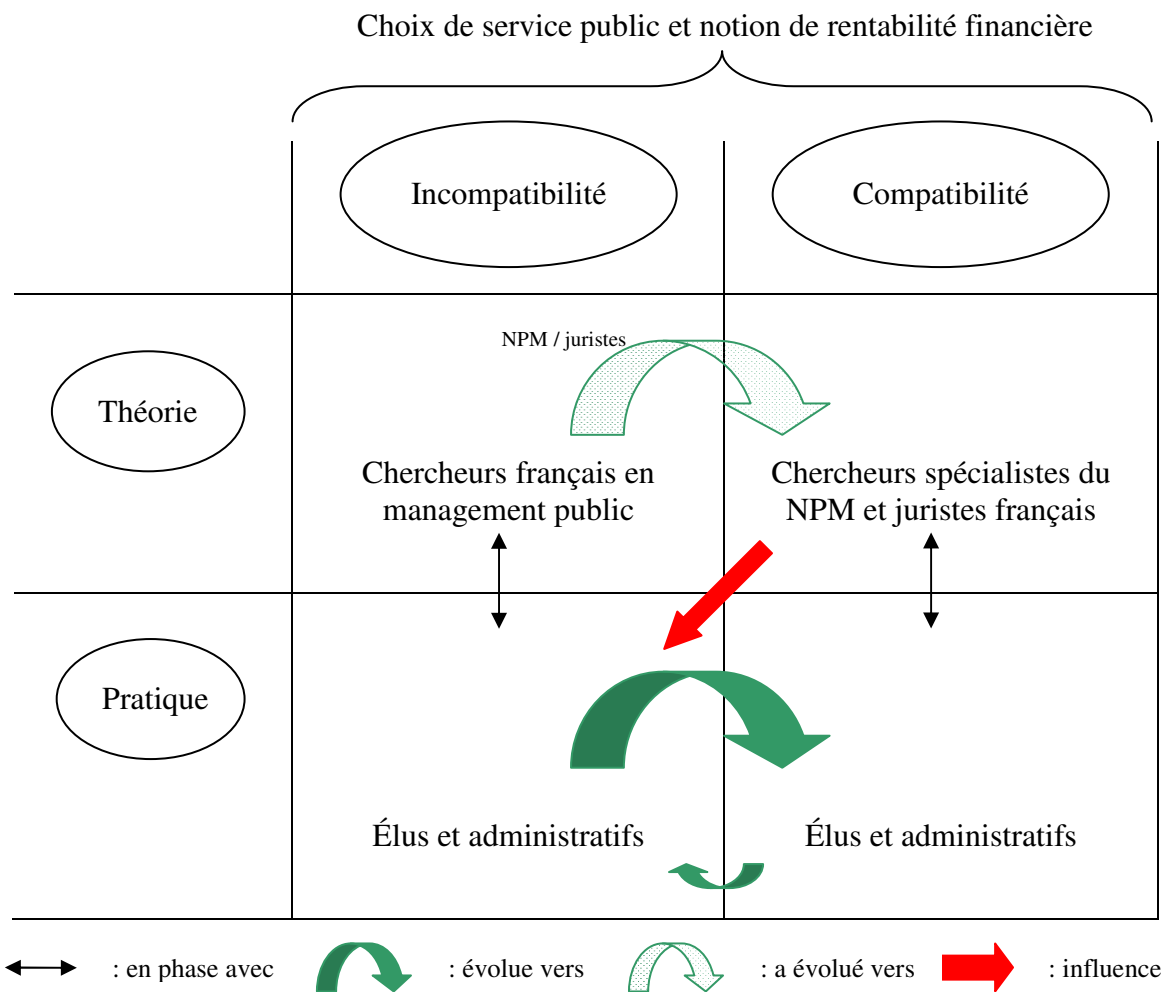 Choix de service public et notion de rentabilité financière
Incompatibilité
Compatibilité
NPM / juristes
Théorie
Chercheurs français en
management public
Chercheurs spécialistes du
NPM et juristes français
Pratique
Élus et administratifs
Élus et administratifs
: en phase avec
: évolue vers
: a évolué vers
: influence